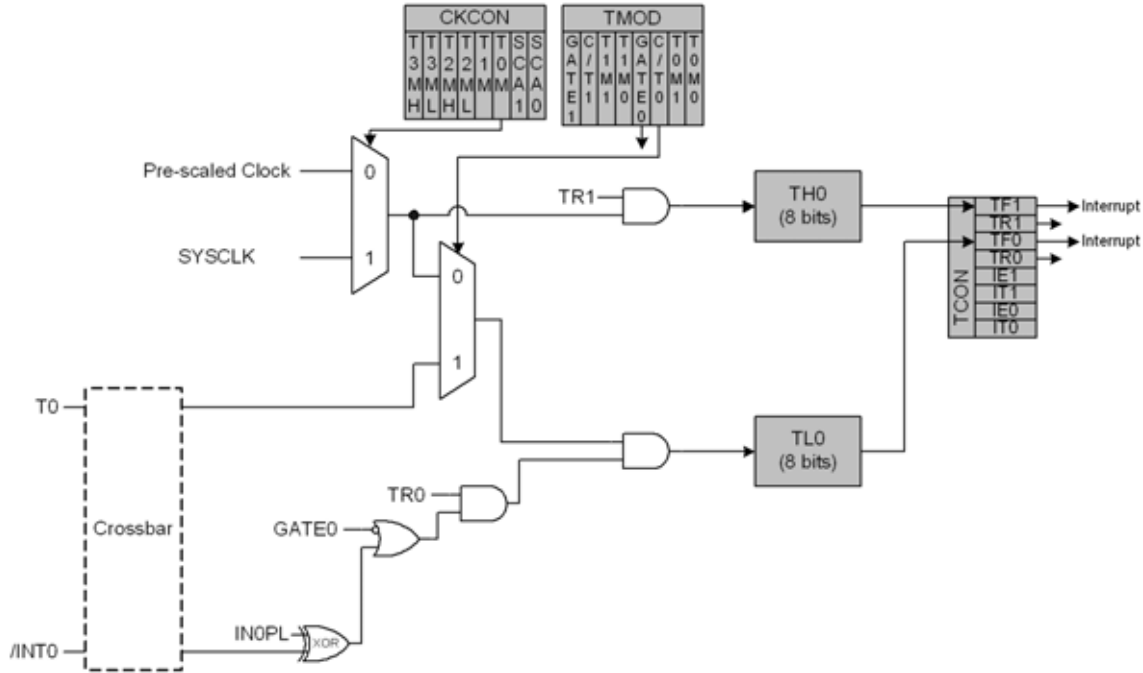 CKCON
TMOD
T3MH
T3ML
T2MH
T2ML
T1M
T0M
SCA1
SCA0
GATE1
C/T1
T1M1
T1M0
GATE0
C/T0
T0M1
T0M0
Pre-scaled Clock
0
SYSCLK
1
TR1
TH0
(8 bits)
TCON
TF1
TR1
TF0
TR0
IE1
IT1
IE0
IT0
Interrupt
Interrupt
0
1
T0
Crossbar
TL0
(8 bits)
TR0
GATE0
IN0PL
XOR
/INT0